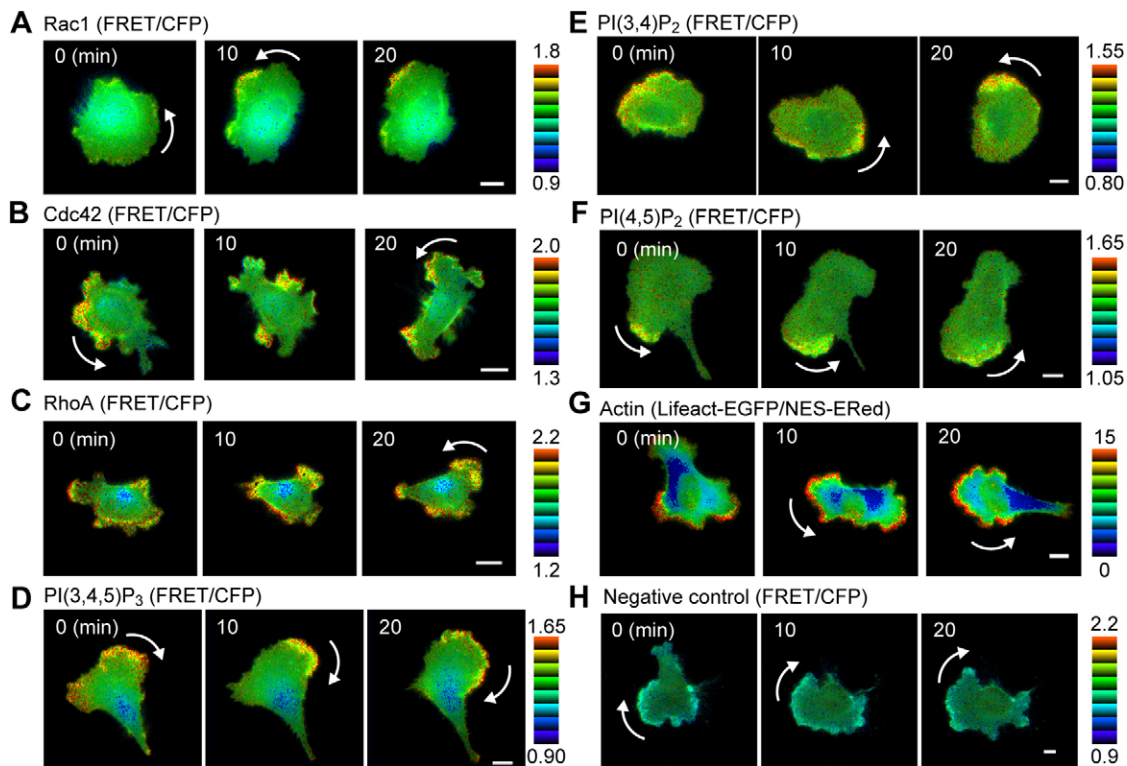 A Rac1 (FRET/CFP)
0 (min) 10 20 1.8
0.9
B Cdc42 (FRET/CFP)
0 (min) 10 20 2.0
1.3
C RhoA (FRET/CFP)
0 (min) 10 20 2.2
1.2
D PI(3,4,5)P3 (FRET/CFP)
0 (min) 10 20 1.65
0.90
E PI(3,4)P2 (FRET/CFP)
0 (min) 10 20 1.55
0.80
F PI(4,5)P2 (FRET/CFP)
0 (min) 10 20 1.65
1.05
G Actin (Lifeact-EGFP/NES-ERed)
0 (min) 10 20 15
0
H Negative control (FRET/CFP)
0 (min) 10 20 2.2
0.9